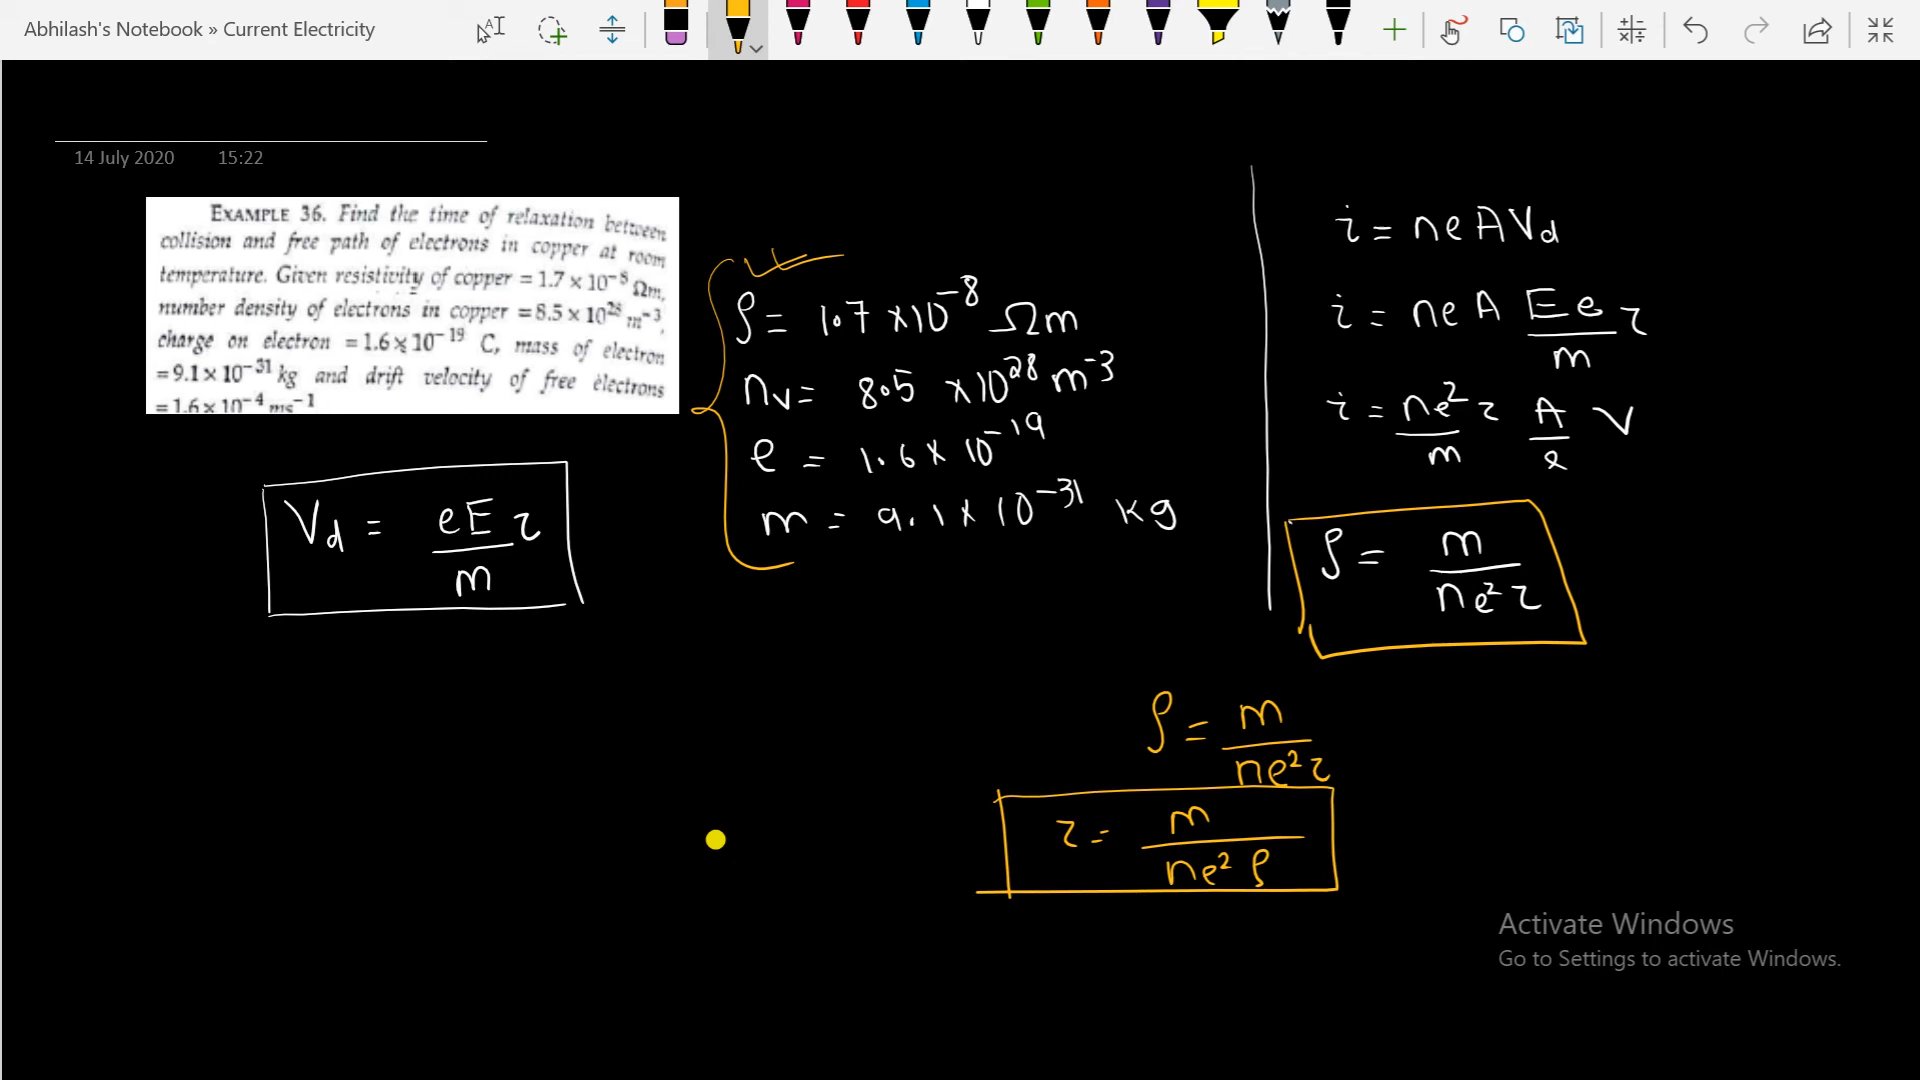 Abhilash's Notebook » Current Electricity
14 July 2020 15:22
EXAMPLE 36. Find the time of relaxation between
collision and free path of electrons in copper at room
temperature. Given resistivity of copper = 1.7 × 10⁻⁸ Ωm,
number density of electrons in copper = 8.5 × 10²⁸ m⁻³,
charge on electron = 1.6 × 10⁻¹⁹ C, mass of electron
= 9.1 × 10⁻³¹ kg and drift velocity of free electrons
= 1.6 × 10⁻⁴ ms⁻¹
Vd = eE/m τ
ρ = 1.7 × 10⁻⁸ Ωm
nv = 8.5 × 10²⁸ m⁻³
e = 1.6 × 10⁻¹⁹
m = 9.1 × 10⁻³¹ kg
i = neAVd
i = neA Ee/m τ
i = ne²/m τ A/l V
ρ = m/ne²τ
ρ = m/ne²τ
τ = m/ne²ρ
Activate Windows
Go to Settings to activate Windows.